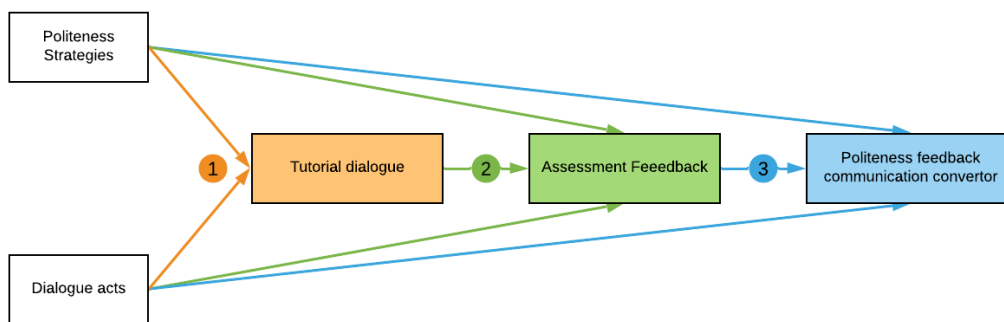 Politeness
Strategies
1
Tutorial dialogue
2
Assessment Feeedback
3
Politeness feedback
communication convertor
Dialogue acts